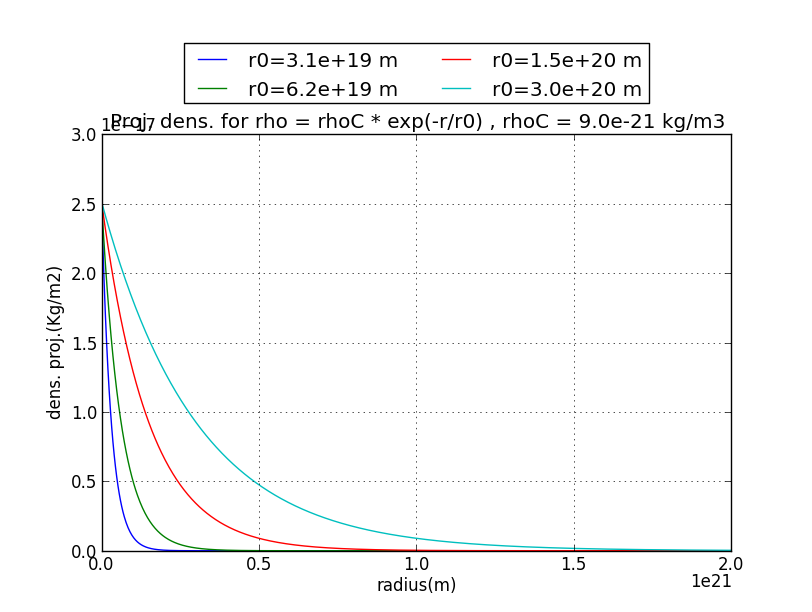 r0=3.1e+19 m r0=1.5e+20 m
r0=6.2e+19 m r0=3.0e+20 m
Proj. dens. for rho = rhoC * exp(-r/r0) , rhoC = 9.0e-21 kg/m3
1e−17
3.0
2.5
2.0
1.5
1.0
0.5
0.0
dens. proj.(Kg/m2)
0.0 0.5 1.0 1.5 2.0
1e21
radius(m)